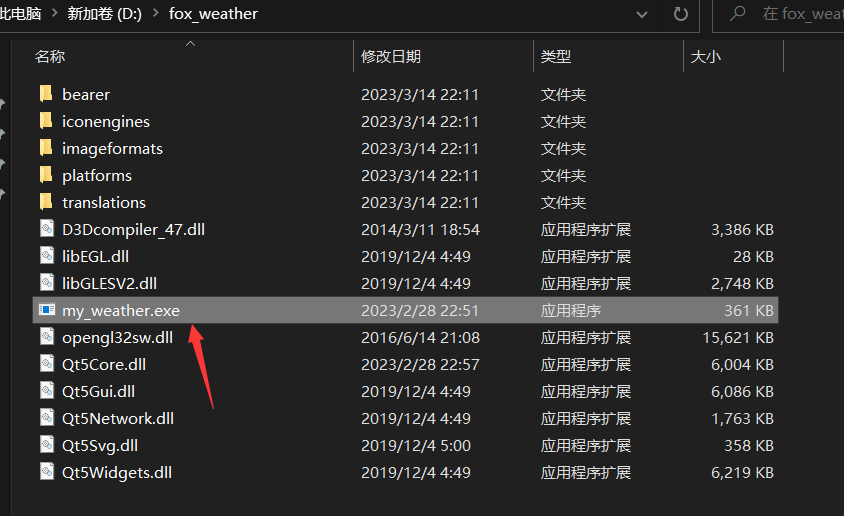 此电脑 > 新加卷 (D:) > fox_weather 在 fox_weat
名称 修改日期 类型 大小
bearer 2023/3/14 22:11 文件夹
iconengines 2023/3/14 22:11 文件夹
imageformats 2023/3/14 22:11 文件夹
platforms 2023/3/14 22:11 文件夹
translations 2023/3/14 22:11 文件夹
D3Dcompiler_47.dll 2014/3/11 18:54 应用程序扩展 3,386 KB
libEGL.dll 2019/12/4 4:49 应用程序扩展 28 KB
libGLESV2.dll 2019/12/4 4:49 应用程序扩展 2,748 KB
my_weather.exe 2023/2/28 22:51 应用程序 361 KB
opengl32sw.dll 2016/6/14 21:08 应用程序扩展 15,621 KB
Qt5Core.dll 2023/2/28 22:57 应用程序扩展 6,004 KB
Qt5Gui.dll 2019/12/4 4:49 应用程序扩展 6,086 KB
Qt5Network.dll 2019/12/4 4:49 应用程序扩展 1,763 KB
Qt5Svg.dll 2019/12/4 5:00 应用程序扩展 358 KB
Qt5Widgets.dll 2019/12/4 4:49 应用程序扩展 6,219 KB